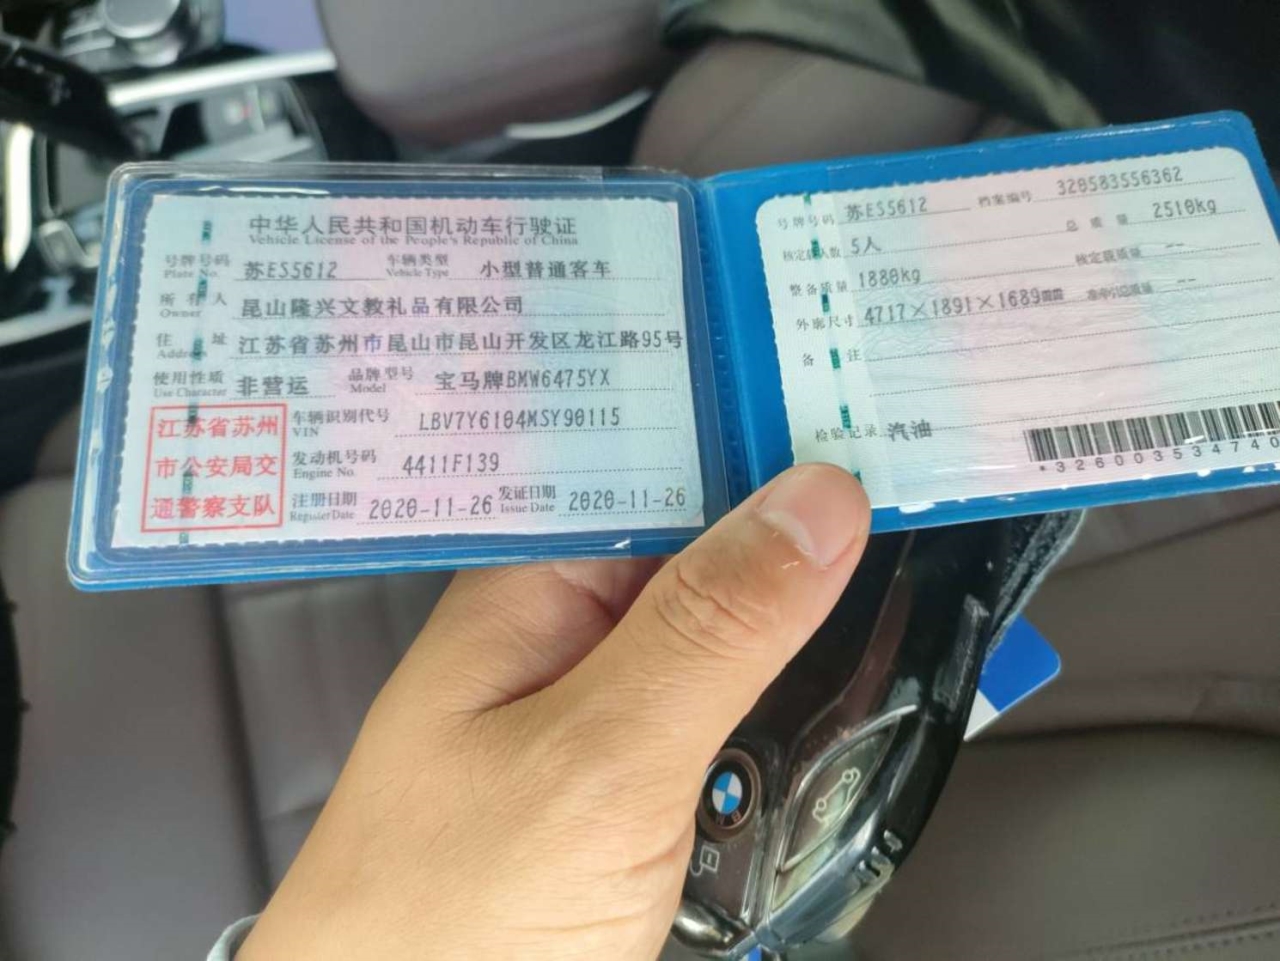 中华人民共和国机动车行驶证
Vehicle License of the People's Republic of China
号牌号码 苏ES5612 车辆类型 小型普通客车
Plate No. Vehicle Type
所有人 昆山隆兴文教礼品有限公司
Owner
住址 江苏省苏州市昆山市昆山开发区龙江路95号
Address
使用性质 非营运 品牌型号 宝马牌BMW6475YX
Use Character Model
江苏省苏州
市公安局交
通警察支队
车辆识别代号 LBV7Y6104MSY90115
VIN
发动机号码 4411F139
Engine No.
注册日期 2020-11-26 发证日期 2020-11-26
Register Date Issue Date
号牌号码 苏ES5612 档案编号 320583556362
核定载人数 5人 总质量 2510kg
整备质量 1880kg 核定载质量 --
外廓尺寸 4717×1891×1689mm 准牵引总质量 --
备注
检验记录 汽油
*326003534740